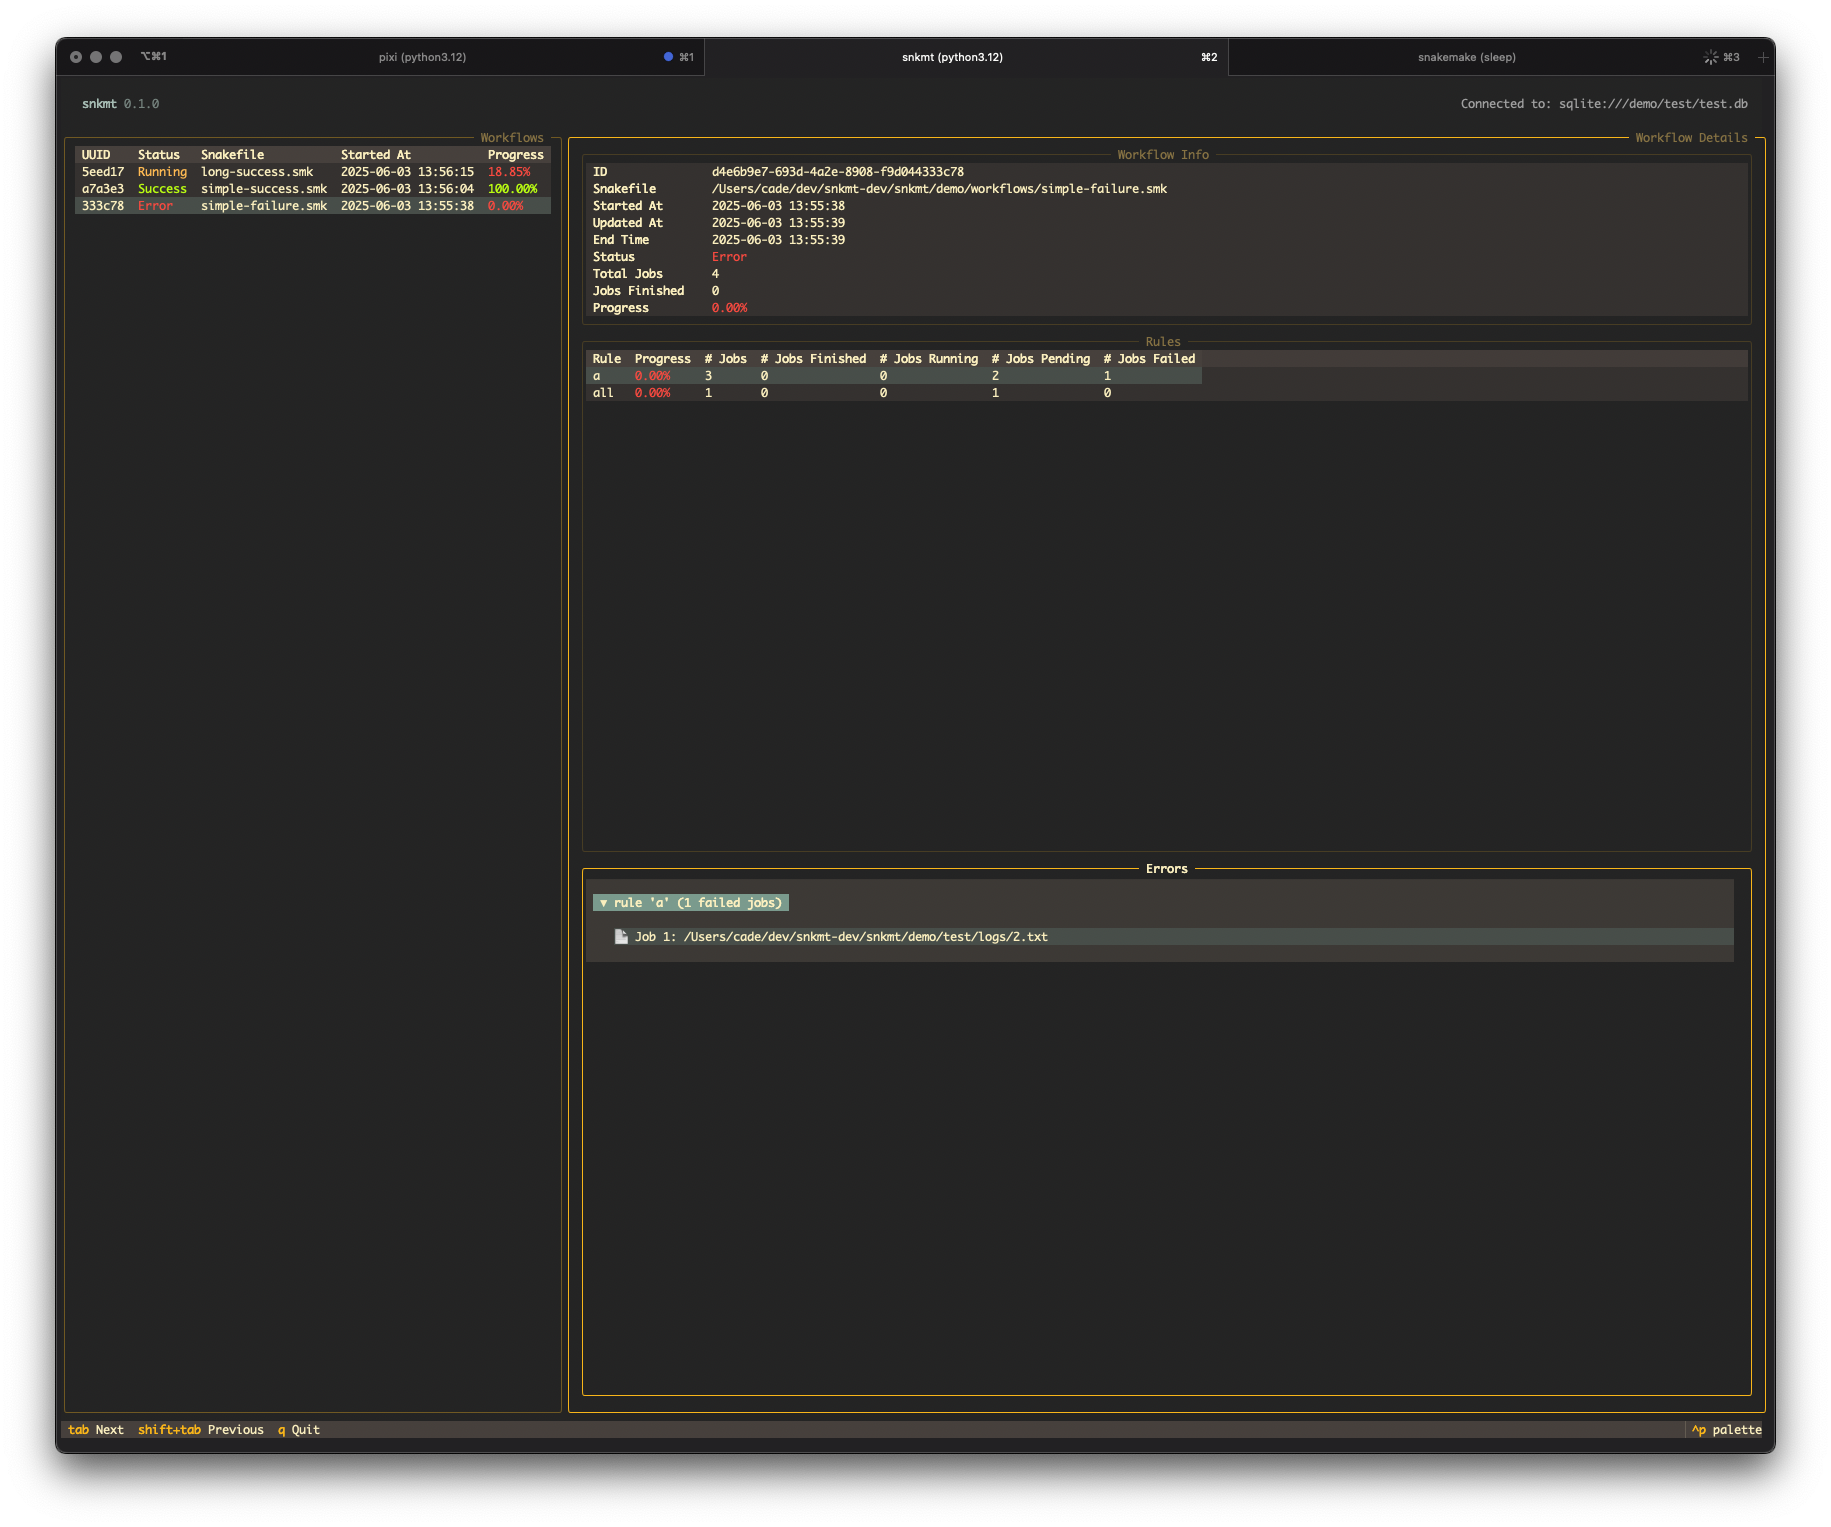 ⌥⌘1 pixi (python3.12) ⌘1 snkmt (python3.12) ⌘2 snakemake (sleep) ⌘3 +
snkmt 0.1.0 Connected to: sqlite:///demo/test/test.db
Workflows
UUID Status Snakefile Started At Progress
5eed17 Running long-success.smk 2025-06-03 13:56:15 18.85%
a7a3e3 Success simple-success.smk 2025-06-03 13:56:04 100.00%
333c78 Error simple-failure.smk 2025-06-03 13:55:38 0.00%
Workflow Details
Workflow Info
ID d4e6b9e7-693d-4a2e-8908-f9d044333c78
Snakefile /Users/cade/dev/snkmt-dev/snkmt/demo/workflows/simple-failure.smk
Started At 2025-06-03 13:55:38
Updated At 2025-06-03 13:55:39
End Time 2025-06-03 13:55:39
Status Error
Total Jobs 4
Jobs Finished 0
Progress 0.00%
Rules
Rule Progress # Jobs # Jobs Finished # Jobs Running # Jobs Pending # Jobs Failed
a 0.00% 3 0 0 2 1
all 0.00% 1 0 0 1 0
Errors
▼ rule 'a' (1 failed jobs)
Job 1: /Users/cade/dev/snkmt-dev/snkmt/demo/test/logs/2.txt
tab Next shift+tab Previous q Quit ^p palette